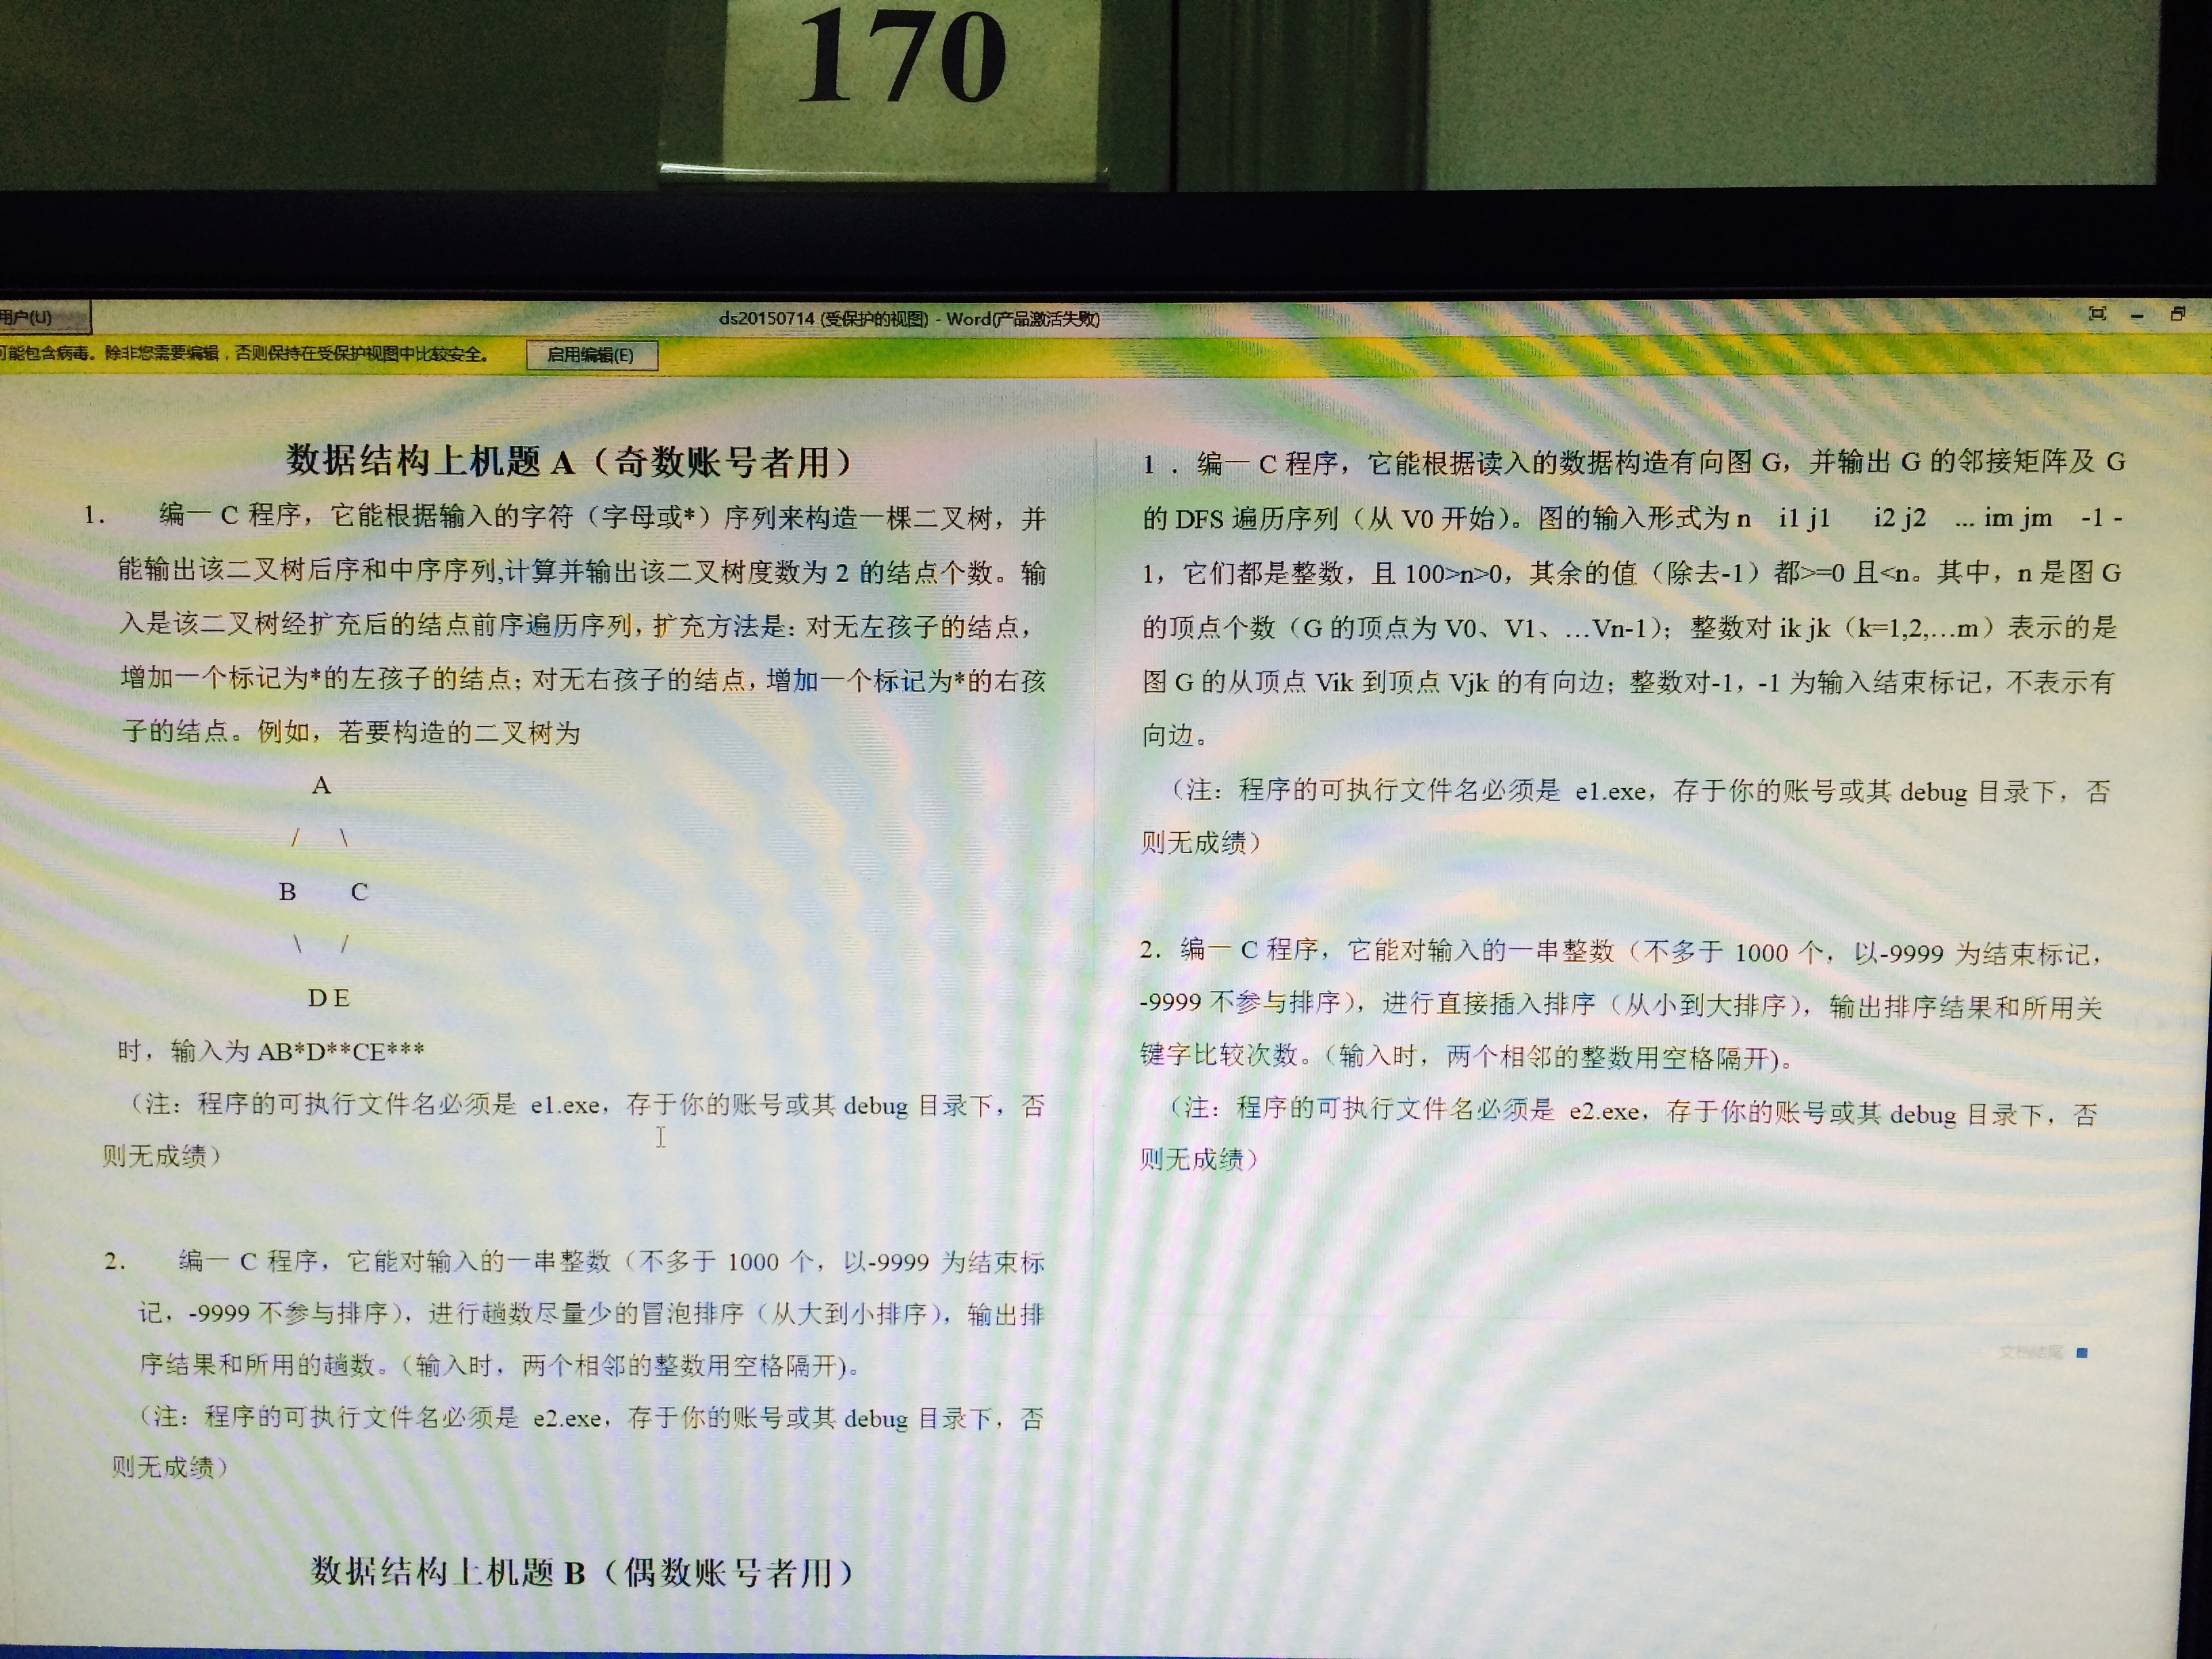 170
用户(U)
ds20150714 (受保护的视图) - Word(产品激活失败)
可能包含病毒。除非您需要编辑，否则保持在受保护视图中比较安全。
启用编辑(E)
数据结构上机题 A（奇数账号者用）
1. 编一 C 程序，它能根据输入的字符（字母或*）序列来构造一棵二叉树，并
能输出该二叉树后序和中序序列,计算并输出该二叉树度数为 2 的结点个数。输
入是该二叉树经扩充后的结点前序遍历序列，扩充方法是：对无左孩子的结点，
增加一个标记为*的左孩子的结点；对无右孩子的结点，增加一个标记为*的右孩
子的结点。例如，若要构造的二叉树为
A
/ \
B C
\ /
D E
时，输入为 AB*D**CE***
（注：程序的可执行文件名必须是 e1.exe，存于你的账号或其 debug 目录下，否
则无成绩）
2. 编一 C 程序，它能对输入的一串整数（不多于 1000 个，以-9999 为结束标
记，-9999 不参与排序），进行趟数尽量少的冒泡排序（从大到小排序），输出排
序结果和所用的趟数。（输入时，两个相邻的整数用空格隔开）。
（注：程序的可执行文件名必须是 e2.exe，存于你的账号或其 debug 目录下，否
则无成绩）
数据结构上机题 B（偶数账号者用）
1．编一 C 程序，它能根据读入的数据构造有向图 G，并输出 G 的邻接矩阵及 G
的 DFS 遍历序列（从 V0 开始）。图的输入形式为 n i1 j1 i2 j2 ... im jm -1 -
1，它们都是整数，且 100>n>0，其余的值（除去-1）都>=0 且<n。其中，n 是图 G
的顶点个数（G 的顶点为 V0、V1、…Vn-1）；整数对 ik jk（k=1,2,…m）表示的是
图 G 的从顶点 Vik 到顶点 Vjk 的有向边；整数对-1，-1 为输入结束标记，不表示有
向边。
（注：程序的可执行文件名必须是 e1.exe，存于你的账号或其 debug 目录下，否
则无成绩）
2．编一 C 程序，它能对输入的一串整数（不多于 1000 个，以-9999 为结束标记，
-9999 不参与排序），进行直接插入排序（从小到大排序），输出排序结果和所用关
键字比较次数。（输入时，两个相邻的整数用空格隔开）。
（注：程序的可执行文件名必须是 e2.exe，存于你的账号或其 debug 目录下，否
则无成绩）
文档结尾